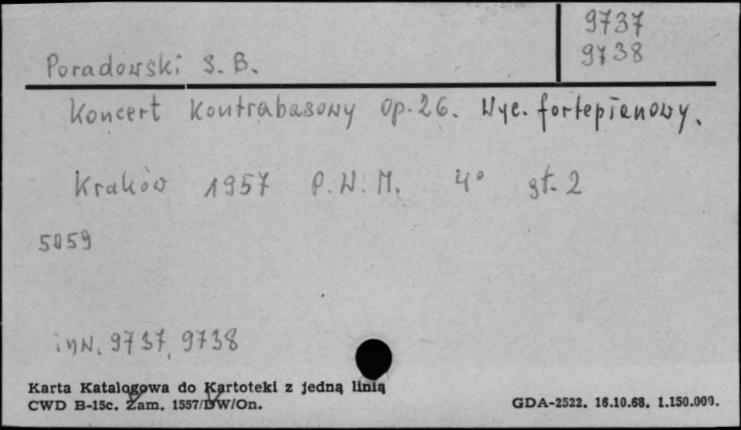 9737
9738
Poradowski S. B.
Koncert Kontrabasowy Op. 26. Wyc. fortepianowy.
Kraków 1957 P. W. M. 4° gł. 2
5059
inw. 9737, 9738
Karta Katalogowa do Kartoteki z jedną linią
CWD B-15c. Zam. 1557/DW/On.
GDA-2522. 16.10.68. 1.150.000.